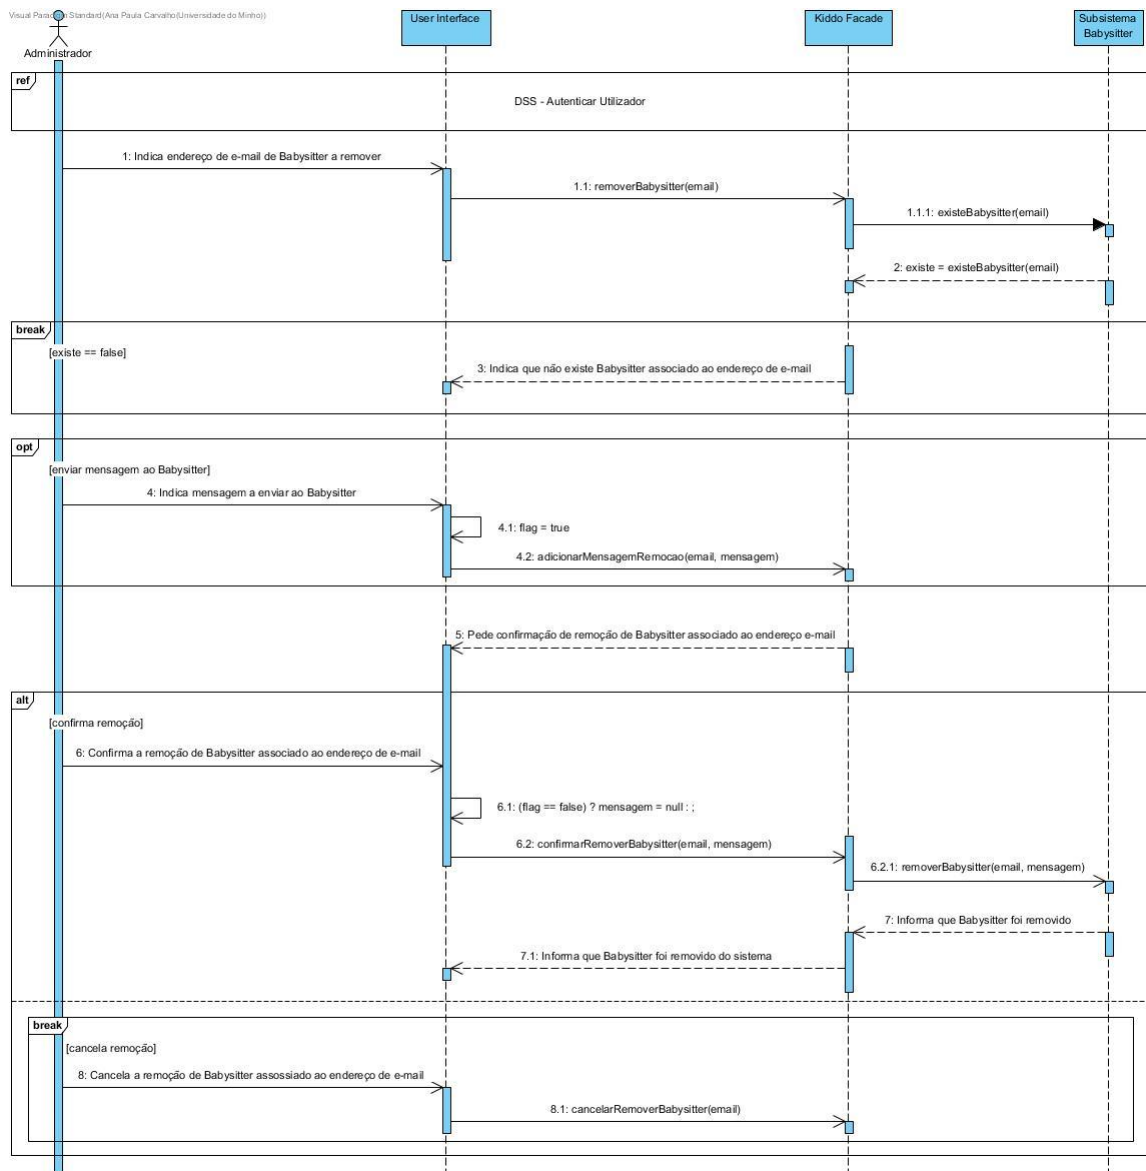 Visual Paradigm Standard(Ana Paula Carvalho(Universidade do Minho))
Administrador
User Interface
Kiddo Facade
Subsistema
Babysitter
ref
DSS - Autenticar Utilizador
1: Indica endereço de e-mail de Babysitter a remover
1.1: removerBabysitter(email)
1.1.1: existeBabysitter(email)
2: existe = existeBabysitter(email)
break
[existe == false]
3: Indica que não existe Babysitter associado ao endereço de e-mail
opt
[enviar mensagem ao Babysitter]
4: Indica mensagem a enviar ao Babysitter
4.1: flag = true
4.2: adicionarMensagemRemocao(email, mensagem)
5: Pede confirmação de remoção de Babysitter associado ao endereço e-mail
alt
[confirma remoção]
6: Confirma a remoção de Babysitter associado ao endereço de e-mail
6.1: (flag == false) ? mensagem = null : ;
6.2: confirmarRemoverBabysitter(email, mensagem)
6.2.1: removerBabysitter(email, mensagem)
7: Informa que Babysitter foi removido
7.1: Informa que Babysitter foi removido do sistema
break
[cancela remoção]
8: Cancela a remoção de Babysitter assossiado ao endereço de e-mail
8.1: cancelarRemoverBabysitter(email)